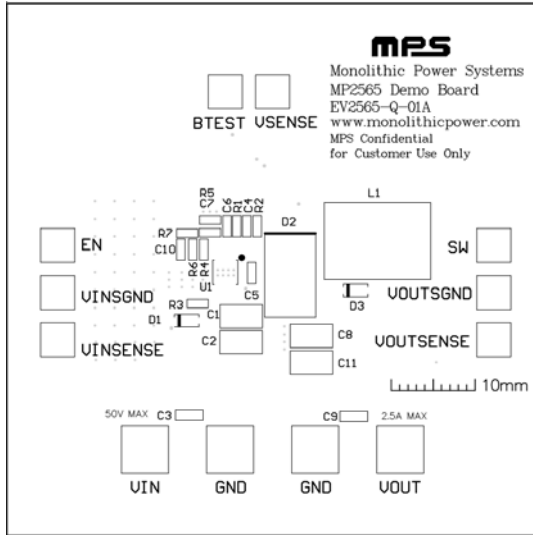 mps
Monolithic Power Systems
MP2565 Demo Board
EV2565-Q-01A
www.monolithicpower.com
MPS Confidential
for Customer Use Only
BTEST VSENSE
R5
C7
C6
R1
C4
R2
L1
D2
R7
C10
R6
R4
U1
C5
EN
SW
VINSGND
VOUTSGND
R3
D3
D1
C1
C2
C8
C11
VINSENSE
VOUTSENSE
10mm
50V MAX
C3
C9
2.5A MAX
VIN
GND
GND
VOUT